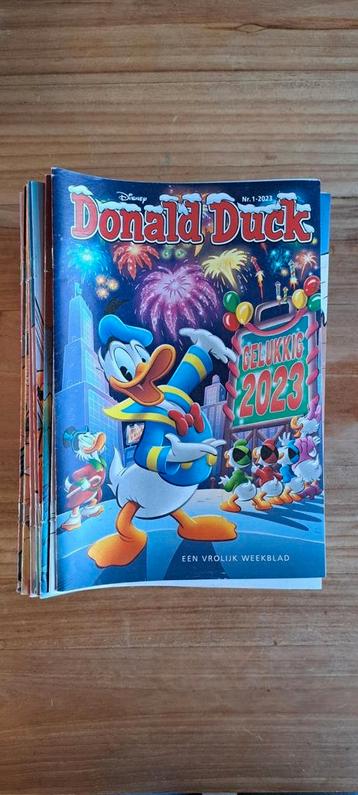 Disney
Nr. 1-2023
Donald Duck
GELUKKIG
2023
EEN VROLIJK WEEKBLAD